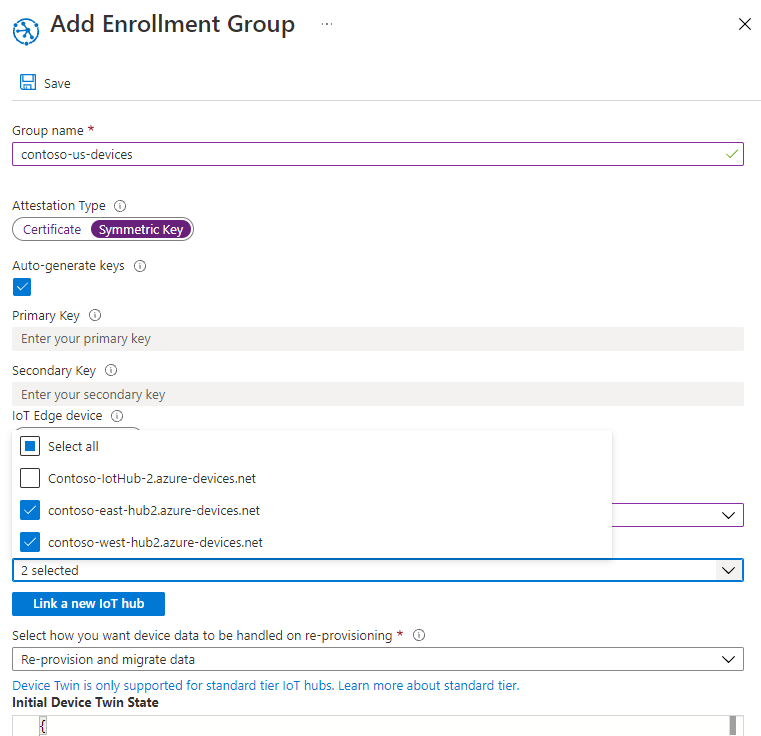 Add Enrollment Group ...
Save
Group name *
contoso-us-devices
Attestation Type
Certificate Symmetric Key
Auto-generate keys
Primary Key
Enter your primary key
Secondary Key
Enter your secondary key
IoT Edge device
Select all
Contoso-IotHub-2.azure-devices.net
contoso-east-hub2.azure-devices.net
contoso-west-hub2.azure-devices.net
2 selected
Link a new IoT hub
Select how you want device data to be handled on re-provisioning *
Re-provision and migrate data
Device Twin is only supported for standard tier IoT hubs. Learn more about standard tier.
Initial Device Twin State
{